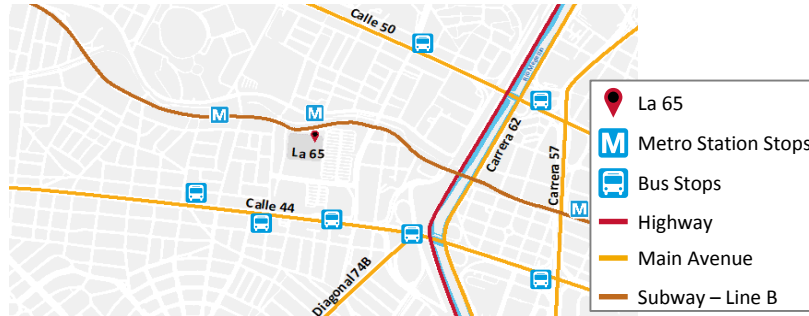 Calle 50
Carrera 62
Carrera 57
M
M
La 65
Calle 44
M
Diagonal 74B
La 65
M Metro Station Stops
Bus Stops
Highway
Main Avenue
Subway – Line B